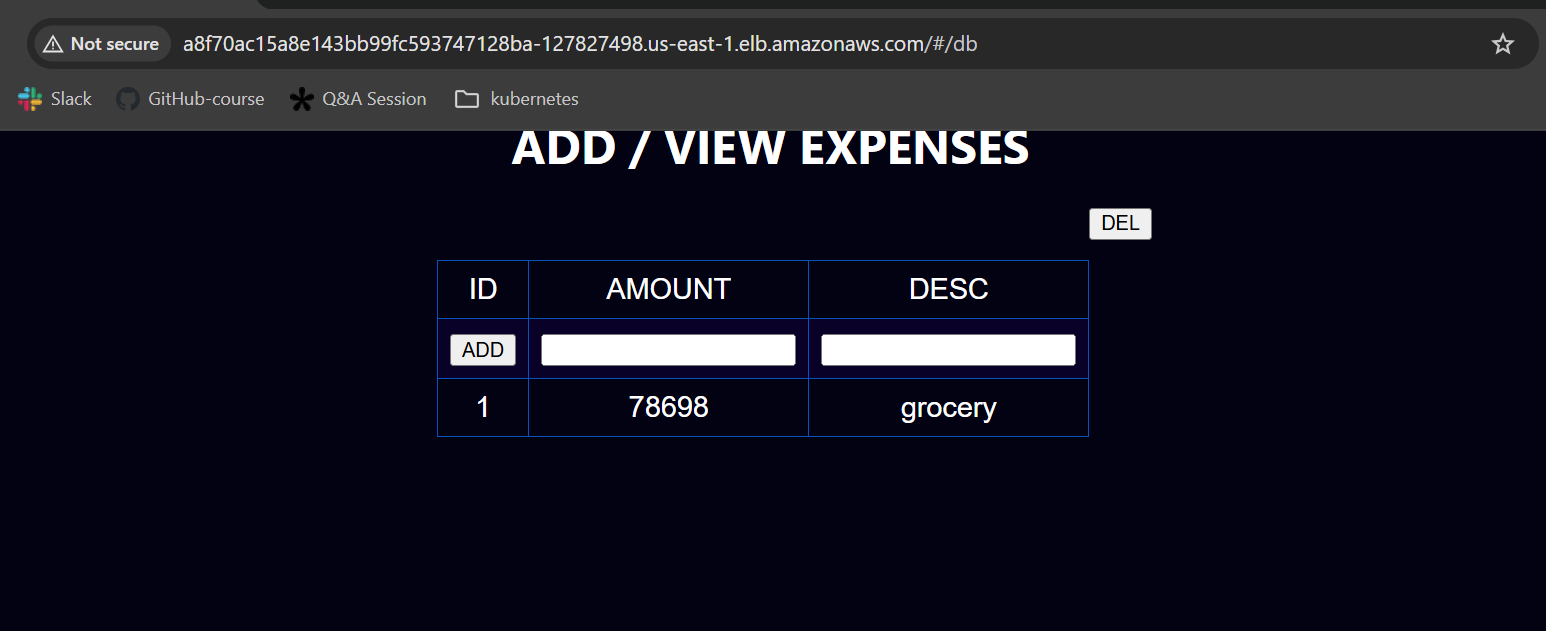 Not secure a8f70ac15a8e143bb99fc593747128ba-127827498.us-east-1.elb.amazonaws.com/#/db
Slack GitHub-course Q&A Session kubernetes
ADD / VIEW EXPENSES
DEL
ID AMOUNT DESC
ADD
1 78698 grocery